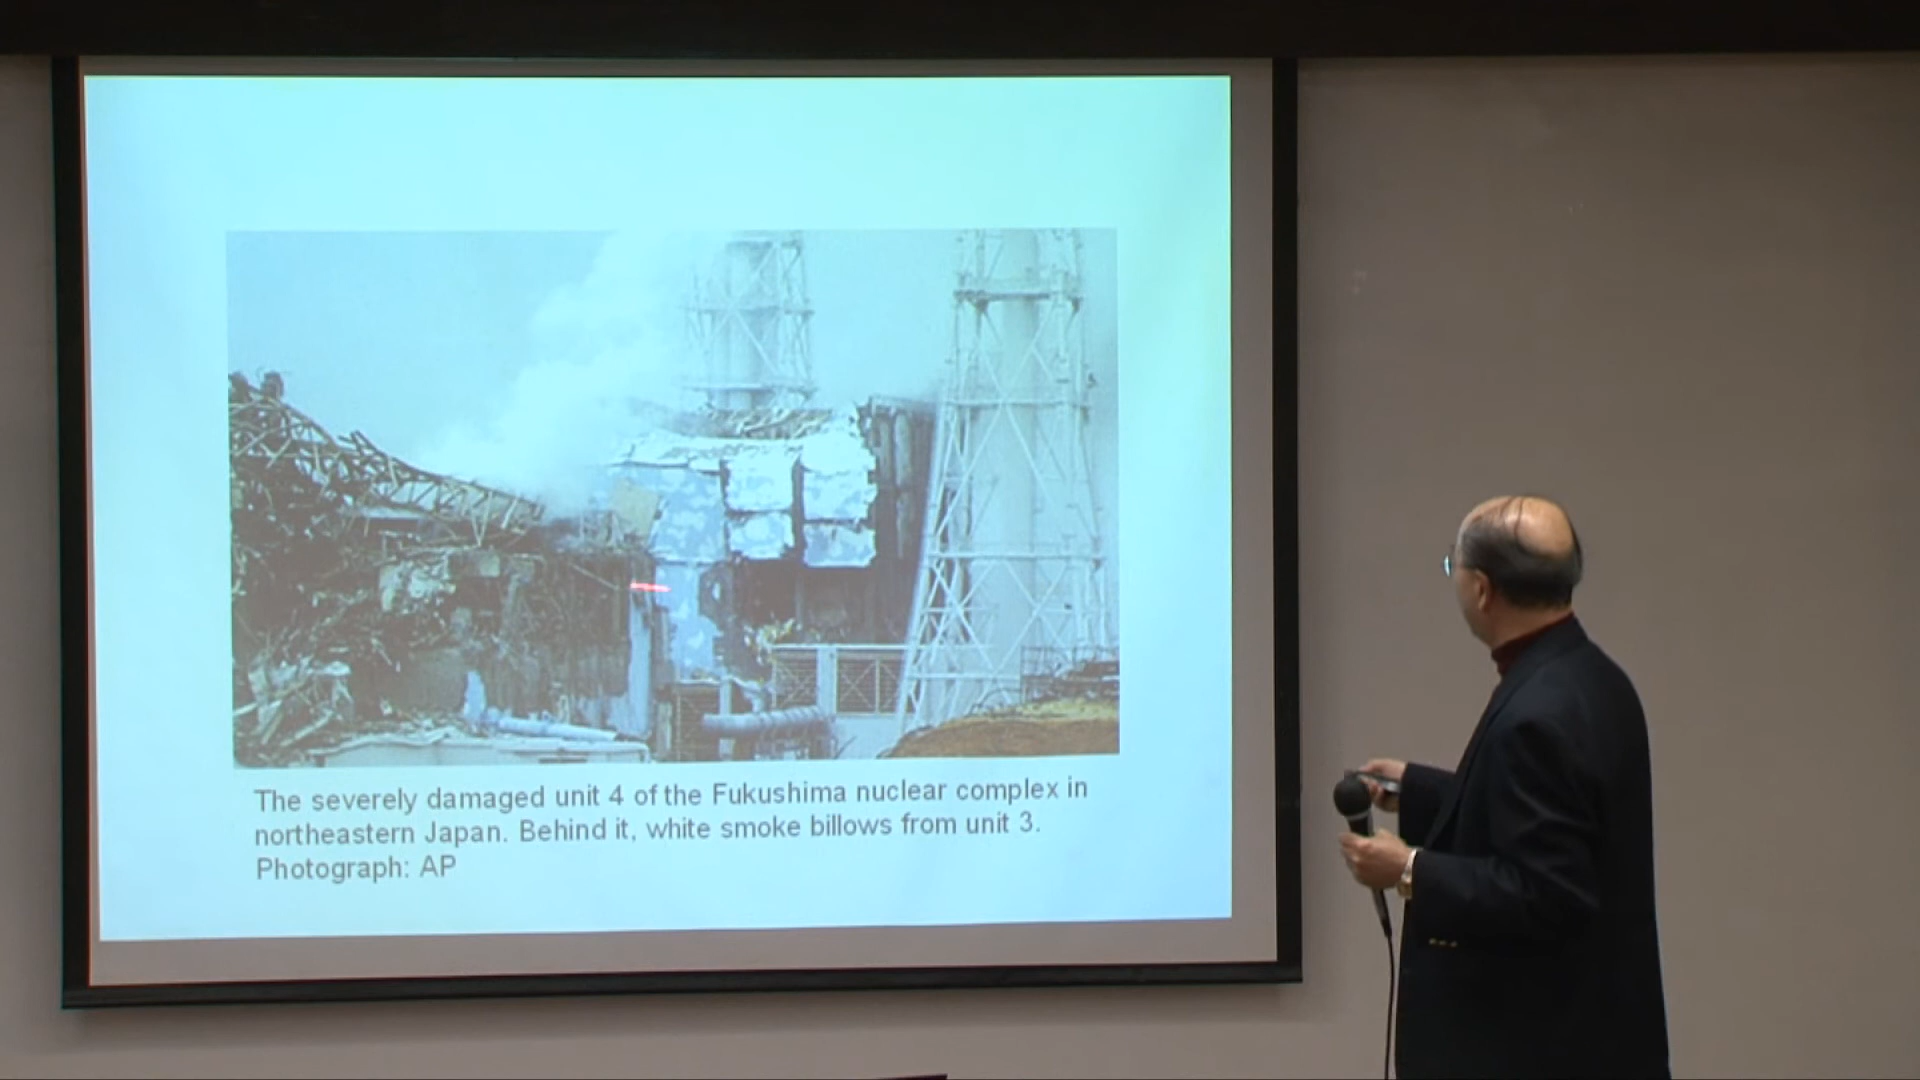 The severely damaged unit 4 of the Fukushima nuclear complex in
northeastern Japan. Behind it, white smoke billows from unit 3.
Photograph: AP